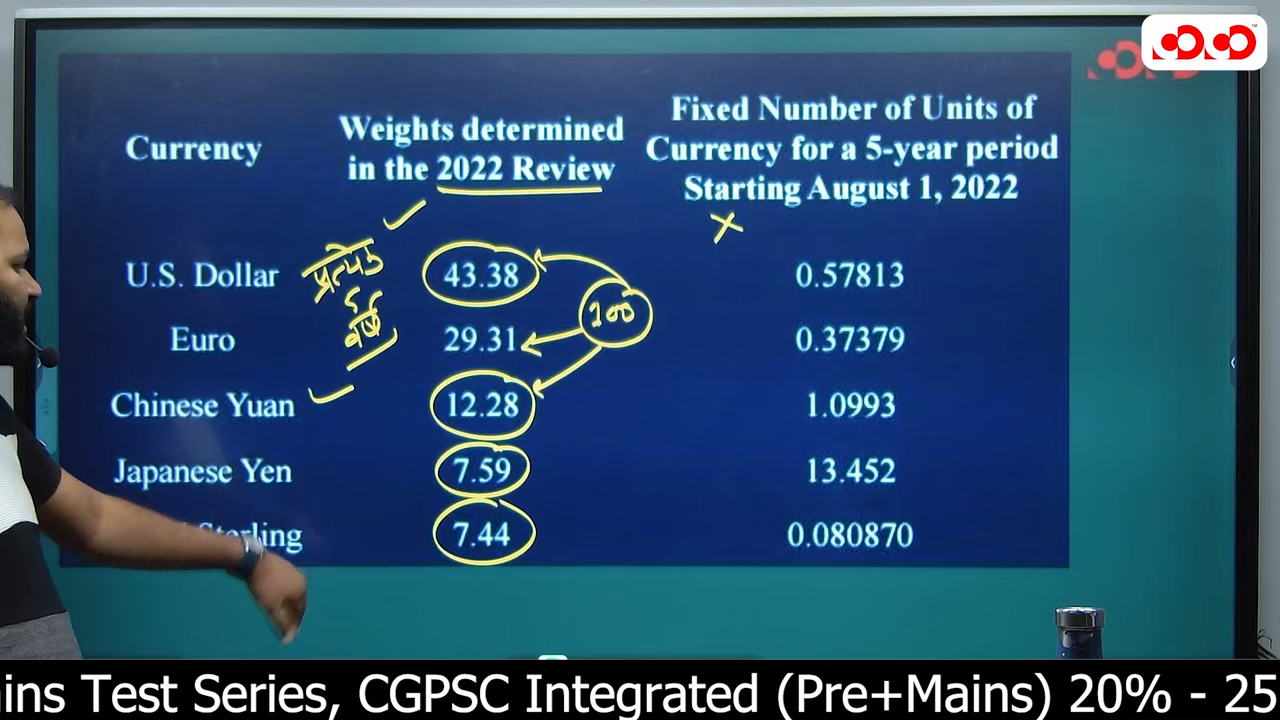 Currency
Weights determined
in the 2022 Review
Fixed Number of Units of
Currency for a 5-year period
Starting August 1, 2022
U.S. Dollar 43.38 0.57813
Euro 29.31 0.37379
Chinese Yuan 12.28 1.0993
Japanese Yen 7.59 13.452
Sterling 7.44 0.080870
प्रत्येक
वर्ष
100
ins Test Series, CGPSC Integrated (Pre+Mains) 20% - 25